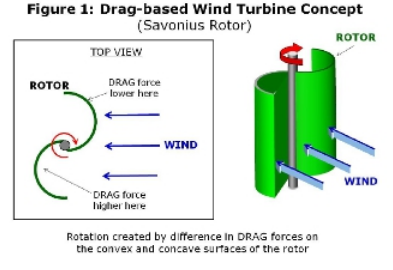 Figure 1: Drag-based Wind Turbine Concept
(Savonius Rotor)
TOP VIEW
ROTOR
DRAG force
lower here
WIND
DRAG force
higher here
ROTOR
WIND
Rotation created by difference in DRAG forces on
the convex and concave surfaces of the rotor